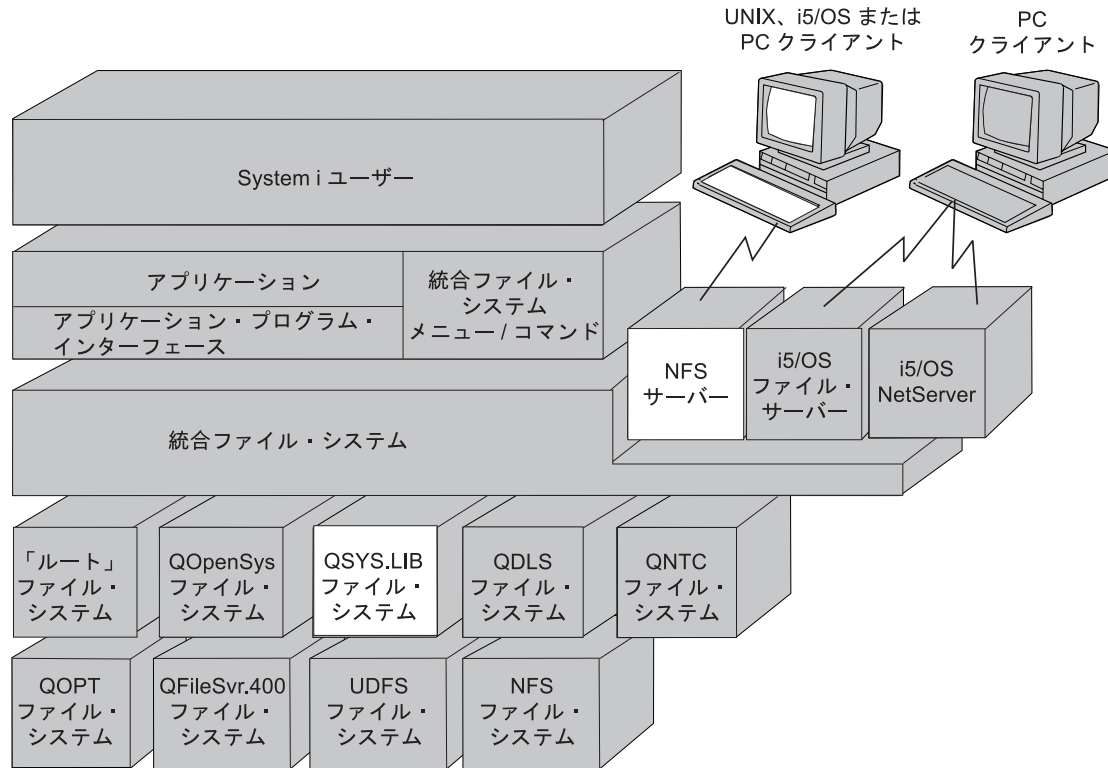 UNIX、i5/OS または
PC クライアント
PC
クライアント
System i ユーザー
アプリケーション
アプリケーション・プログラム・
インターフェース
統合ファイル・
システム
メニュー / コマンド
NFS
サーバー
i5/OS
ファイル・
サーバー
i5/OS
NetServer
統合ファイル・システム
「ルート」
ファイル・
システム
QOpenSys
ファイル・
システム
QSYS.LIB
ファイル・
システム
QDLS
ファイル・
システム
QNTC
ファイル・
システム
QOPT
ファイル・
システム
QFileSvr.400
ファイル・
システム
UDFS
ファイル・
システム
NFS
ファイル・
システム